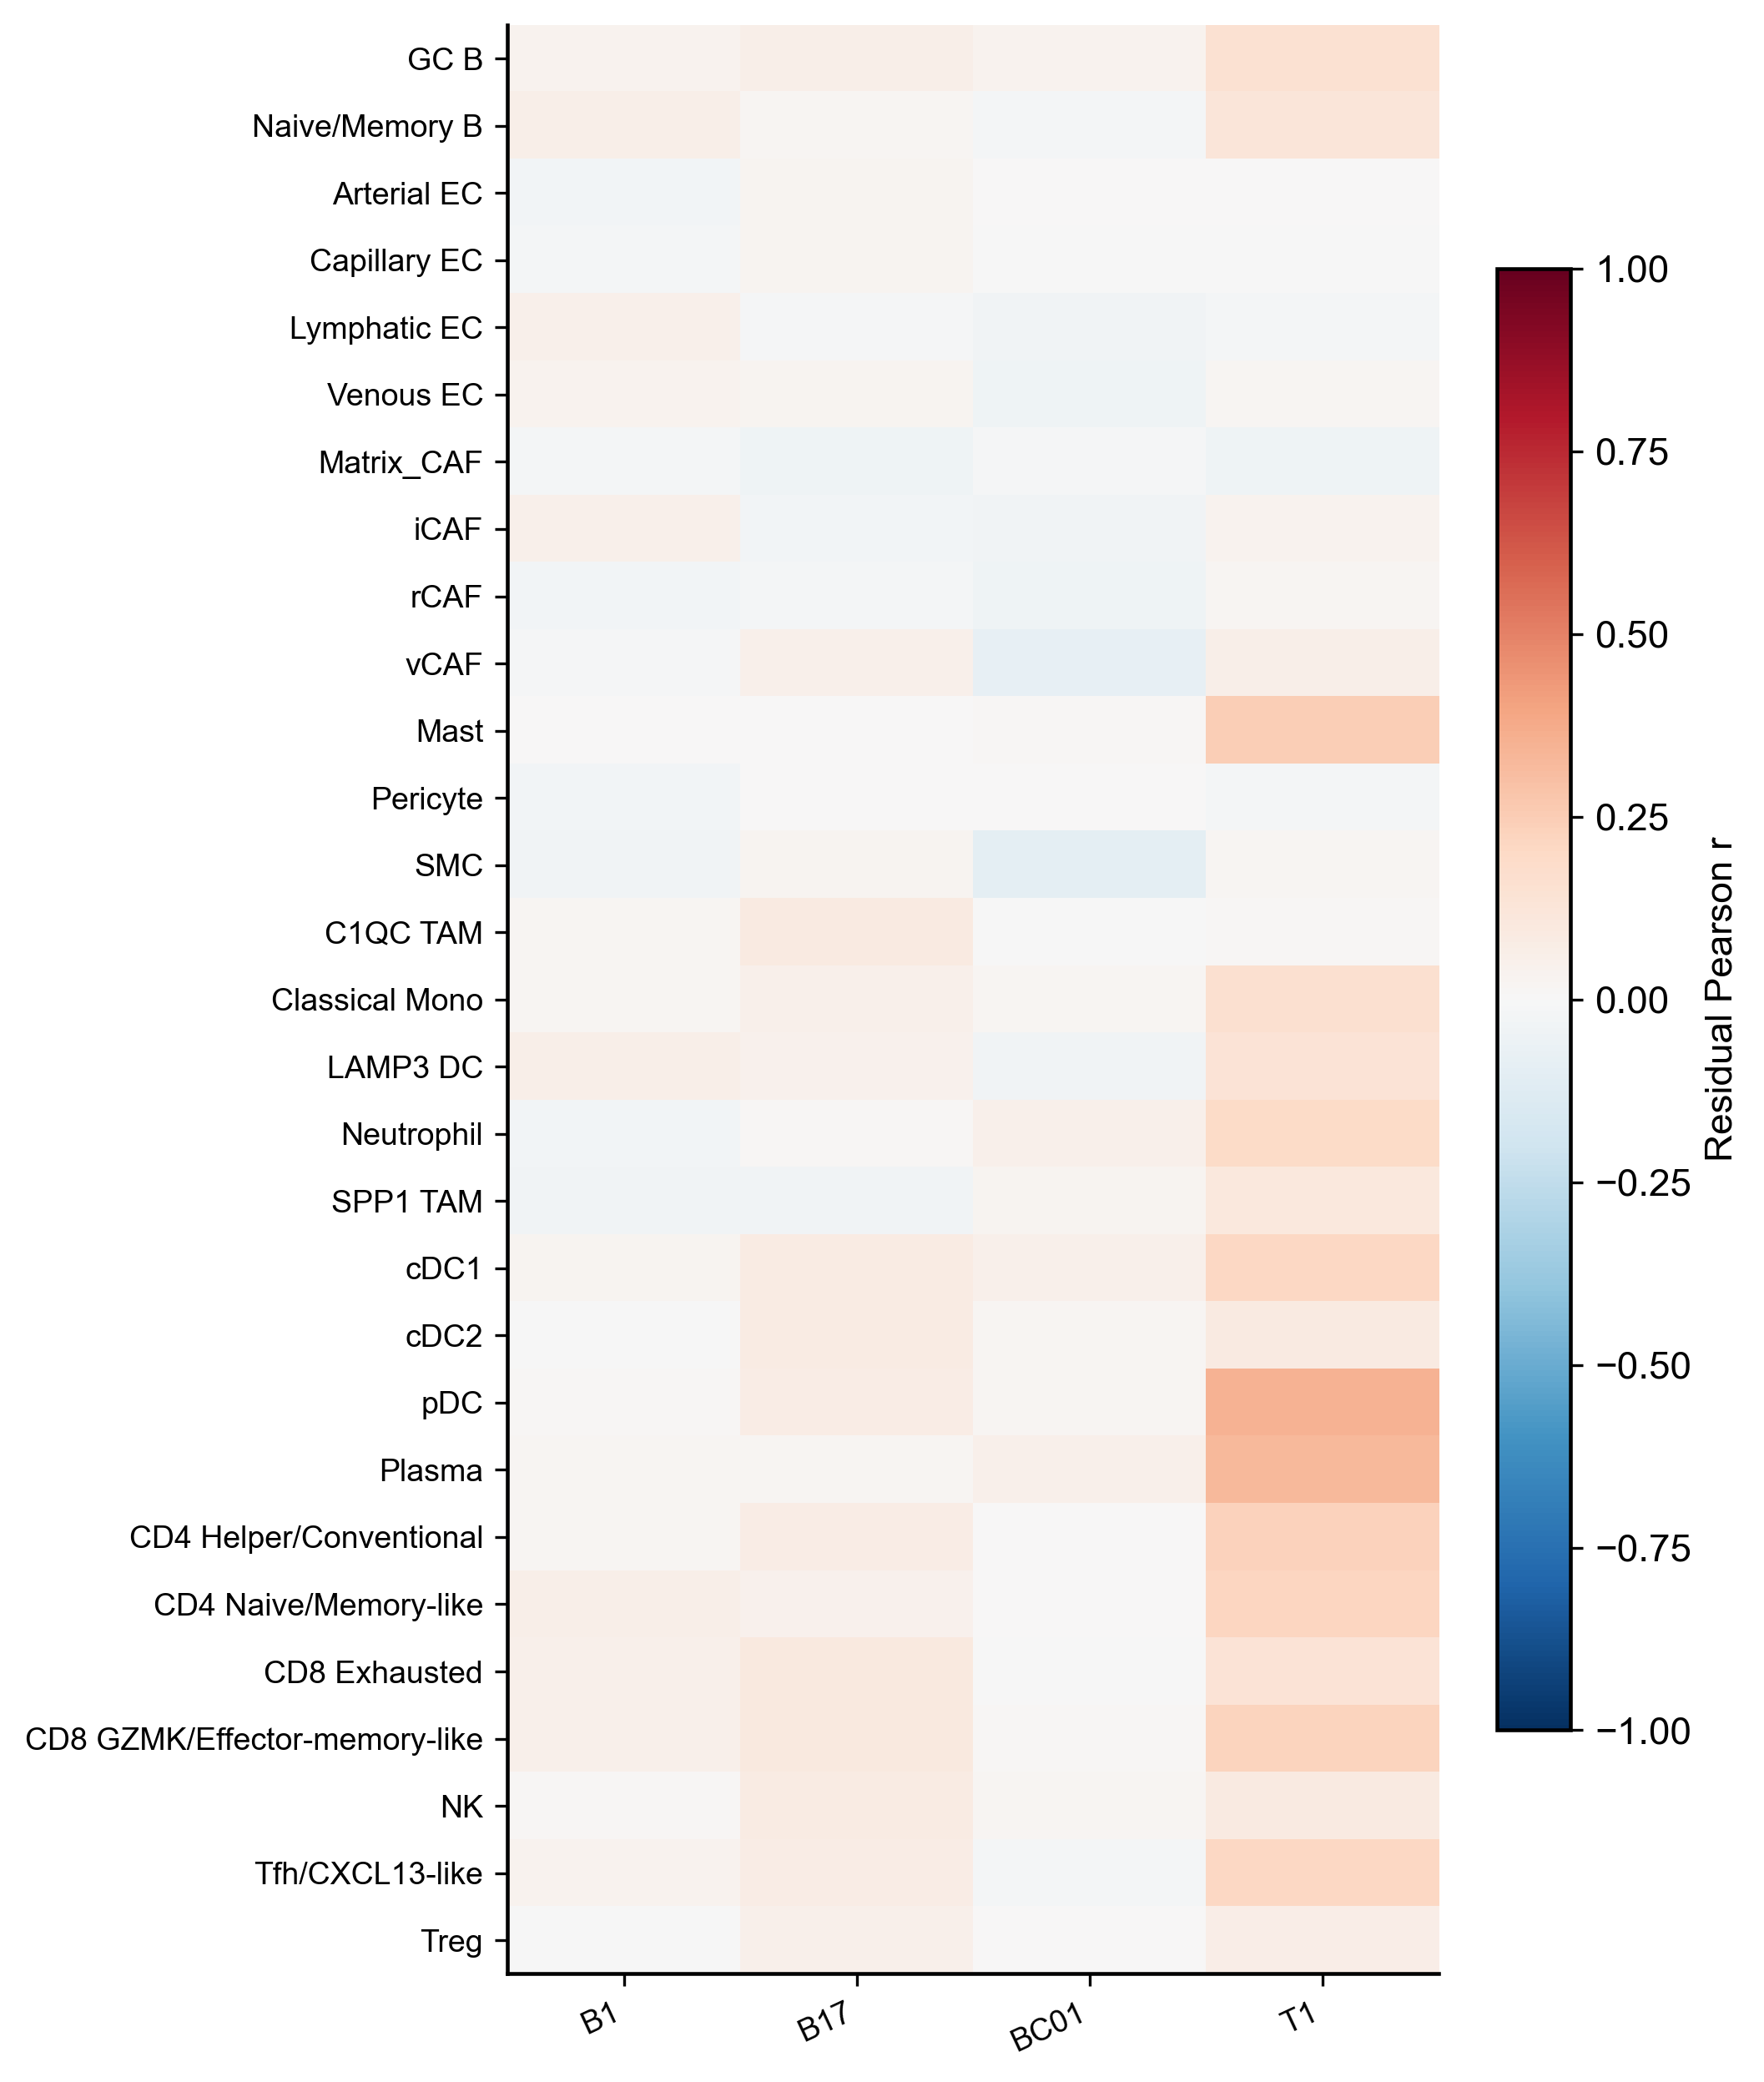 GC B
Naive/Memory B
Arterial EC
Capillary EC
Lymphatic EC
Venous EC
Matrix_CAF
iCAF
rCAF
vCAF
Mast
Pericyte
SMC
C1QC TAM
Classical Mono
LAMP3 DC
Neutrophil
SPP1 TAM
cDC1
cDC2
pDC
Plasma
CD4 Helper/Conventional
CD4 Naive/Memory-like
CD8 Exhausted
CD8 GZMK/Effector-memory-like
NK
Tfh/CXCL13-like
Treg
B1
B17
BC01
T1
1.00
0.75
0.50
0.25
0.00
−0.25
−0.50
−0.75
−1.00
Residual Pearson r